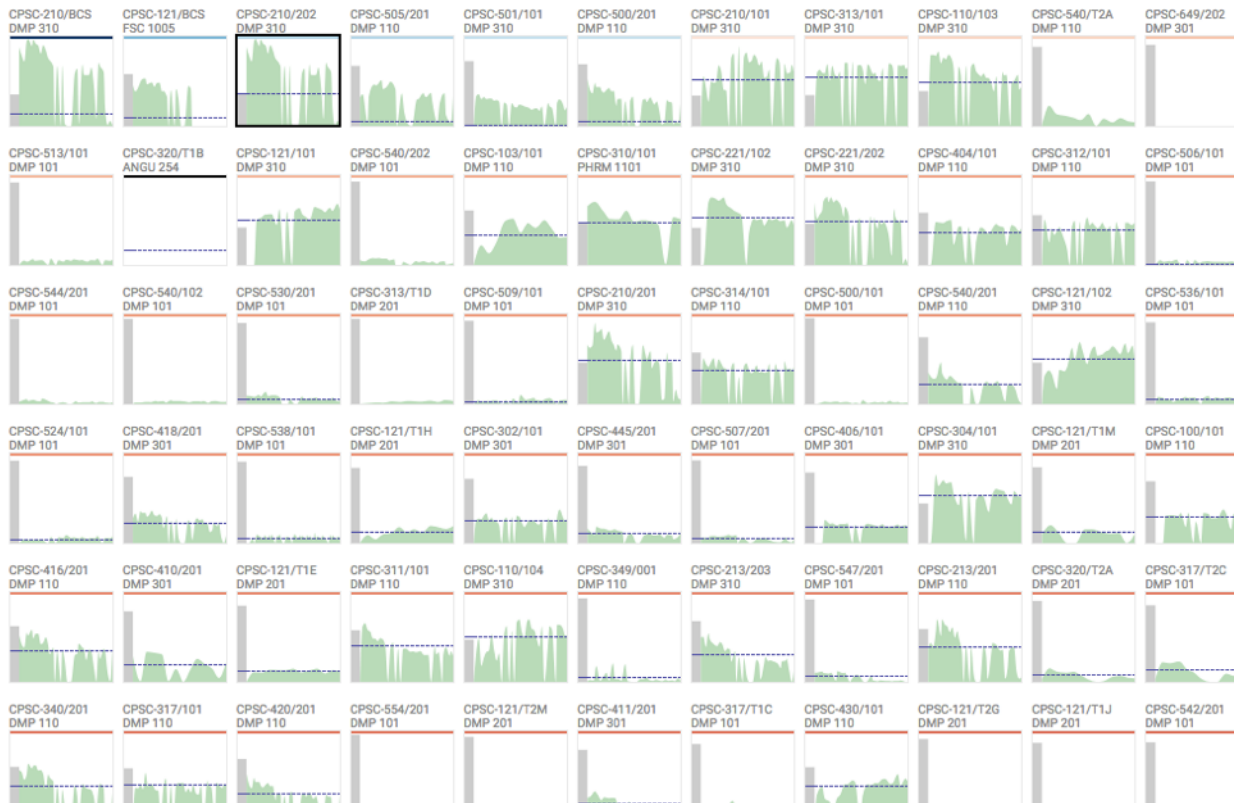 CPSC-210/BCS CPSC-121/BCS CPSC-210/202 CPSC-505/201 CPSC-501/101 CPSC-500/201 CPSC-210/101 CPSC-313/101 CPSC-110/103 CPSC-540/T2A CPSC-649/202
DMP 310 FSC 1005 DMP 310 DMP 110 DMP 310 DMP 110 DMP 310 DMP 310 DMP 310 DMP 110 DMP 301
CPSC-513/101 CPSC-320/T1B CPSC-121/101 CPSC-540/202 CPSC-103/101 CPSC-310/101 CPSC-221/102 CPSC-221/202 CPSC-404/101 CPSC-312/101 CPSC-506/101
DMP 101 ANGU 254 DMP 310 DMP 101 DMP 110 PHRM 1101 DMP 310 DMP 310 DMP 110 DMP 110 DMP 101
CPSC-544/201 CPSC-540/102 CPSC-530/201 CPSC-313/T1D CPSC-509/101 CPSC-210/201 CPSC-314/101 CPSC-500/101 CPSC-540/201 CPSC-121/102 CPSC-536/101
DMP 101 DMP 101 DMP 101 DMP 201 DMP 101 DMP 310 DMP 110 DMP 101 DMP 110 DMP 310 DMP 101
CPSC-524/101 CPSC-418/201 CPSC-538/101 CPSC-121/T1H CPSC-302/101 CPSC-445/201 CPSC-507/201 CPSC-406/101 CPSC-304/101 CPSC-121/T1M CPSC-100/101
DMP 101 DMP 301 DMP 101 DMP 201 DMP 301 DMP 301 DMP 101 DMP 301 DMP 310 DMP 201 DMP 110
CPSC-416/201 CPSC-410/201 CPSC-121/T1E CPSC-311/101 CPSC-110/104 CPSC-349/001 CPSC-213/203 CPSC-547/201 CPSC-213/201 CPSC-320/T2A CPSC-317/T2C
DMP 110 DMP 301 DMP 201 DMP 110 DMP 310 DMP 110 DMP 310 DMP 101 DMP 110 DMP 201 DMP 101
CPSC-340/201 CPSC-317/101 CPSC-420/201 CPSC-554/201 CPSC-121/T2M CPSC-411/201 CPSC-317/T1C CPSC-430/101 CPSC-121/T2G CPSC-121/T1J CPSC-542/201
DMP 110 DMP 110 DMP 110 DMP 101 DMP 201 DMP 301 DMP 101 DMP 110 DMP 201 DMP 201 DMP 101